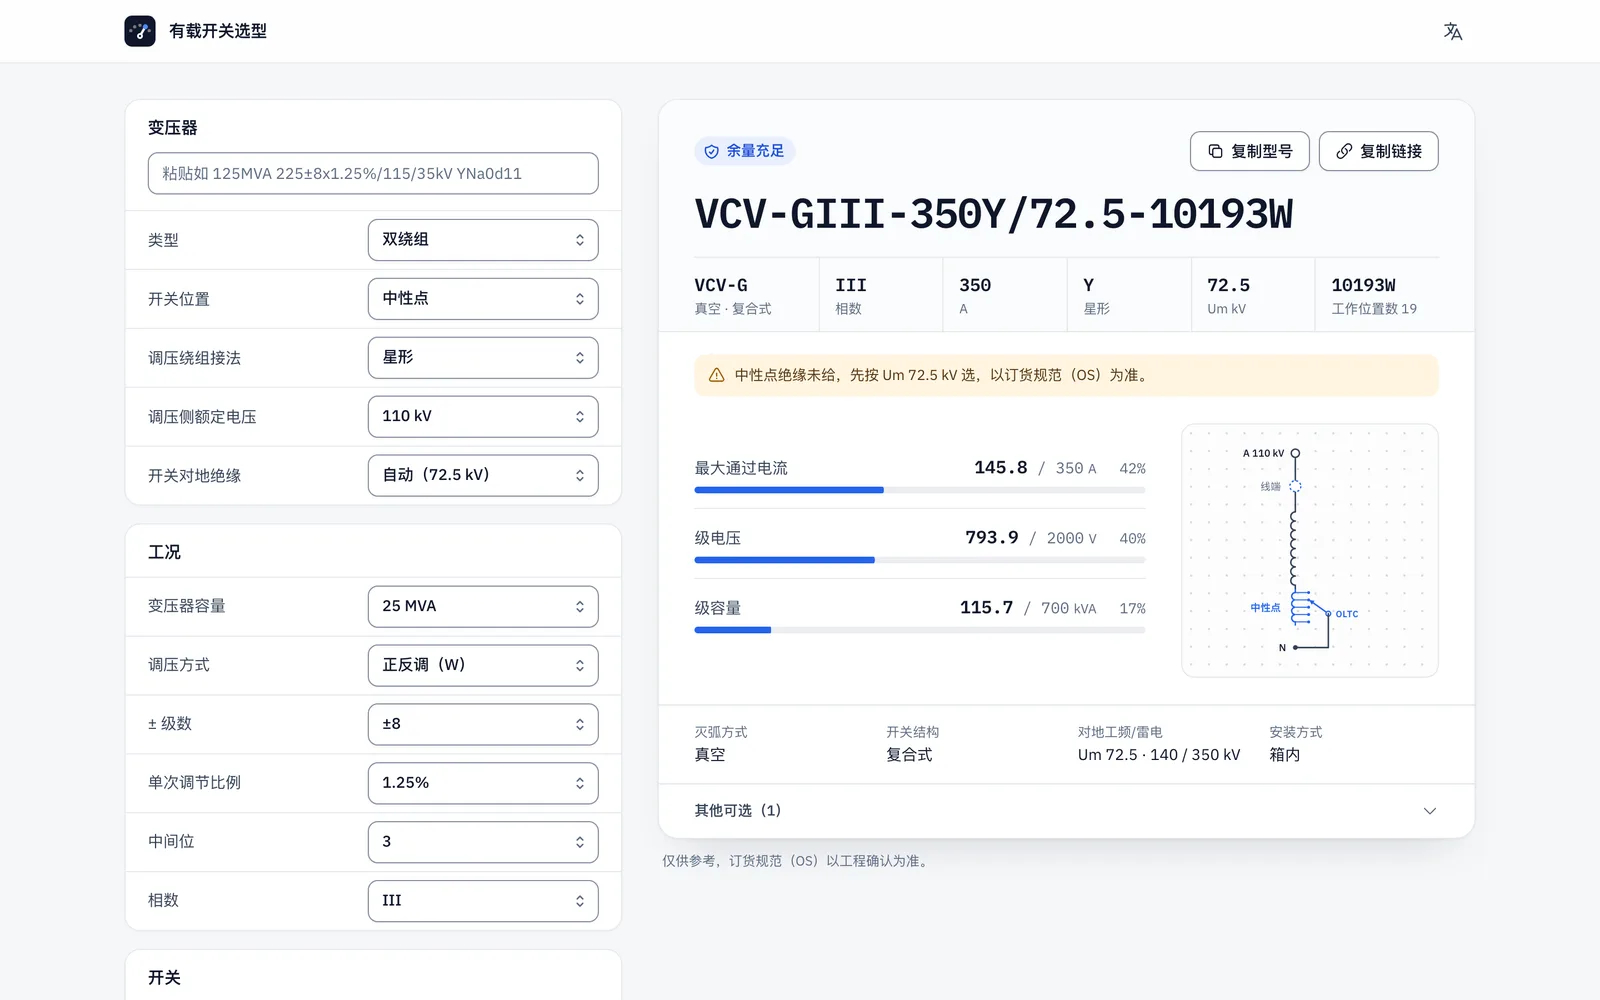 有载开关选型
变压器
粘贴如 125MVA 225±8x1.25%/115/35kV YNa0d11
类型
双绕组
开关位置
中性点
调压绕组接法
星形
调压侧额定电压
110 kV
开关对地绝缘
自动（72.5 kV）
工况
变压器容量
25 MVA
调压方式
正反调（W）
± 级数
±8
单次调节比例
1.25%
中间位
3
相数
III
开关
余量充足
复制型号
复制链接
VCV-GIII-350Y/72.5-10193W
VCV-G
真空 · 复合式
III
相数
350
A
Y
星形
72.5
Um kV
10193W
工作位置数 19
中性点绝缘未给，先按 Um 72.5 kV 选，以订货规范（OS）为准。
最大通过电流
145.8 / 350 A 42%
级电压
793.9 / 2000 V 40%
级容量
115.7 / 700 kVA 17%
A 110 kV
线端
中性点
OLTC
N
灭弧方式
真空
开关结构
复合式
对地工频/雷电
Um 72.5 · 140 / 350 kV
安装方式
箱内
其他可选（1）
仅供参考，订货规范（OS）以工程确认为准。